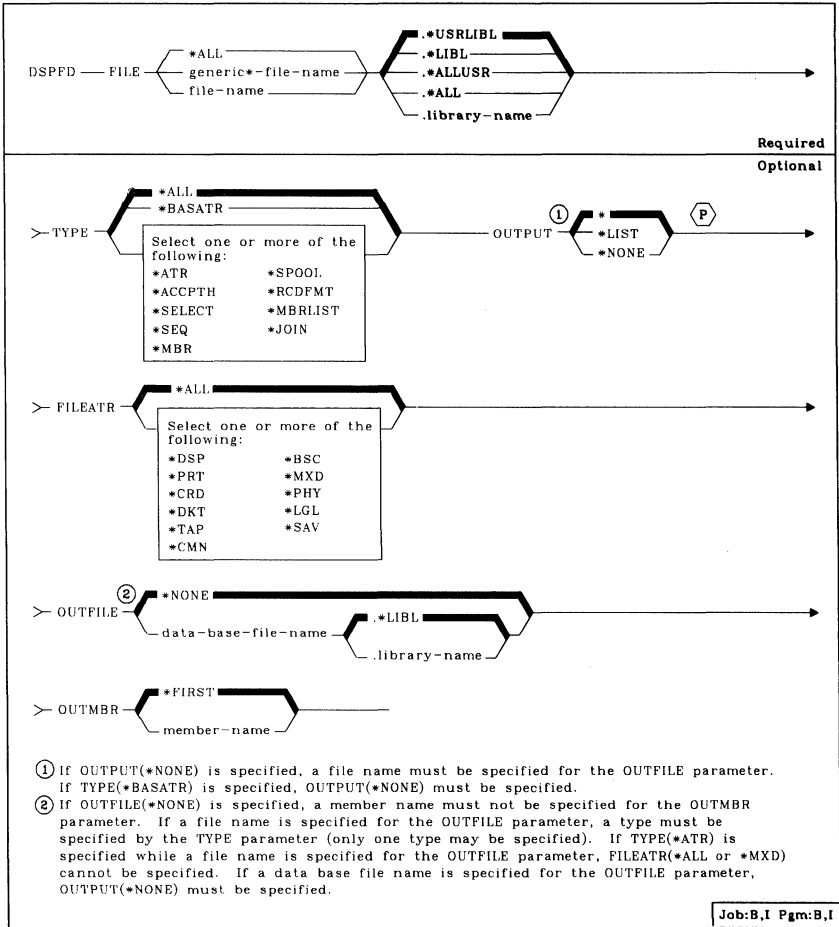 .*USRLIBL
*ALL .*LIBL
DSPFD FILE generic*-file-name .*ALLUSR
file-name .*ALL
.library-name
Required
Optional
*ALL
*BASATR
TYPE OUTPUT 1 * P
Select one or more of the *LIST
following: *NONE
*ATR *SPOOL
*ACCPTH *RCDFMT
*SELECT *MBRLIST
*SEQ *JOIN
*MBR
*ALL
FILEATR
Select one or more of the
following:
*DSP *BSC
*PRT *MXD
*CRD *PHY
*DKT *LGL
*TAP *SAV
*CMN
2 *NONE
OUTFILE .*LIBL
data-base-file-name
.library-name
*FIRST
OUTMBR
member-name
1 If OUTPUT(*NONE) is specified, a file name must be specified for the OUTFILE parameter.
If TYPE(*BASATR) is specified, OUTPUT(*NONE) must be specified.
2 If OUTFILE(*NONE) is specified, a member name must not be specified for the OUTMBR
parameter. If a file name is specified for the OUTFILE parameter, a type must be
specified by the TYPE parameter (only one type may be specified). If TYPE(*ATR) is
specified while a file name is specified for the OUTFILE parameter, FILEATR(*ALL or *MXD)
cannot be specified. If a data base file name is specified for the OUTFILE parameter,
OUTPUT(*NONE) must be specified.
Job:B,I Pgm:B,I